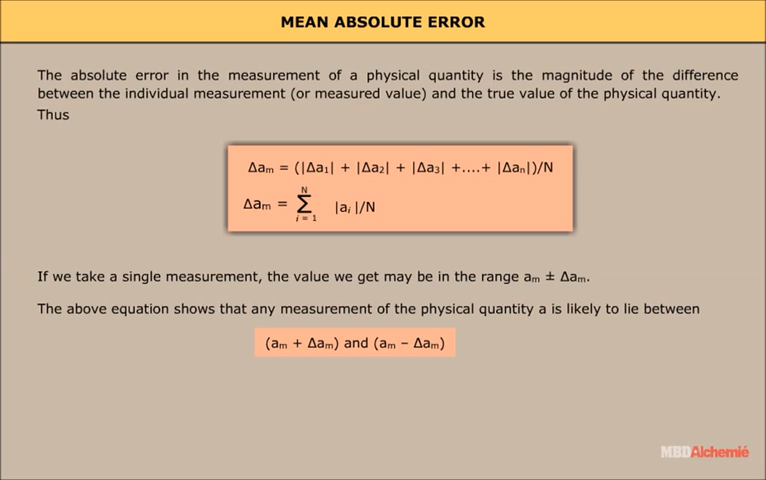 MEAN ABSOLUTE ERROR
The absolute error in the measurement of a physical quantity is the magnitude of the difference
between the individual measurement (or measured value) and the true value of the physical quantity.
Thus
Δaₘ = (|Δa₁| + |Δa₂| + |Δa₃| +....+ |Δaₙ|)/N
Δaₘ = N∑i = 1 |aᵢ |/N
If we take a single measurement, the value we get may be in the range aₘ ± Δaₘ.
The above equation shows that any measurement of the physical quantity a is likely to lie between
(aₘ + Δaₘ) and (aₘ – Δaₘ)
MBDAlchemié